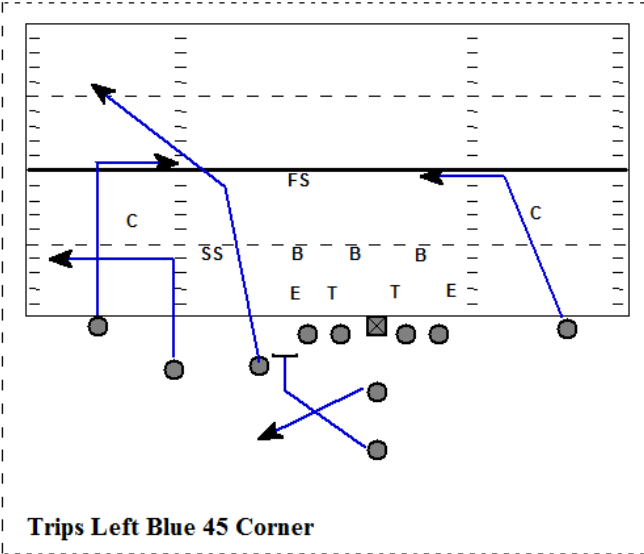 FS
C
C
SS B B B
E T T E
Trips Left Blue 45 Corner